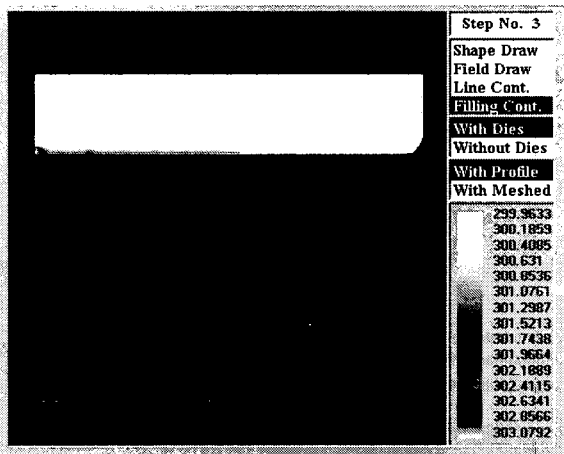 Step No. 3
Shape Draw
Field Draw
Line Cont.
Filling Cont.
With Dies
Without Dies
With Profile
With Meshed
299.9633
300.1859
300.4085
300.631
300.8536
301.0761
301.2987
301.5213
301.7438
301.9664
302.1889
302.4115
302.6341
302.8566
303.0792